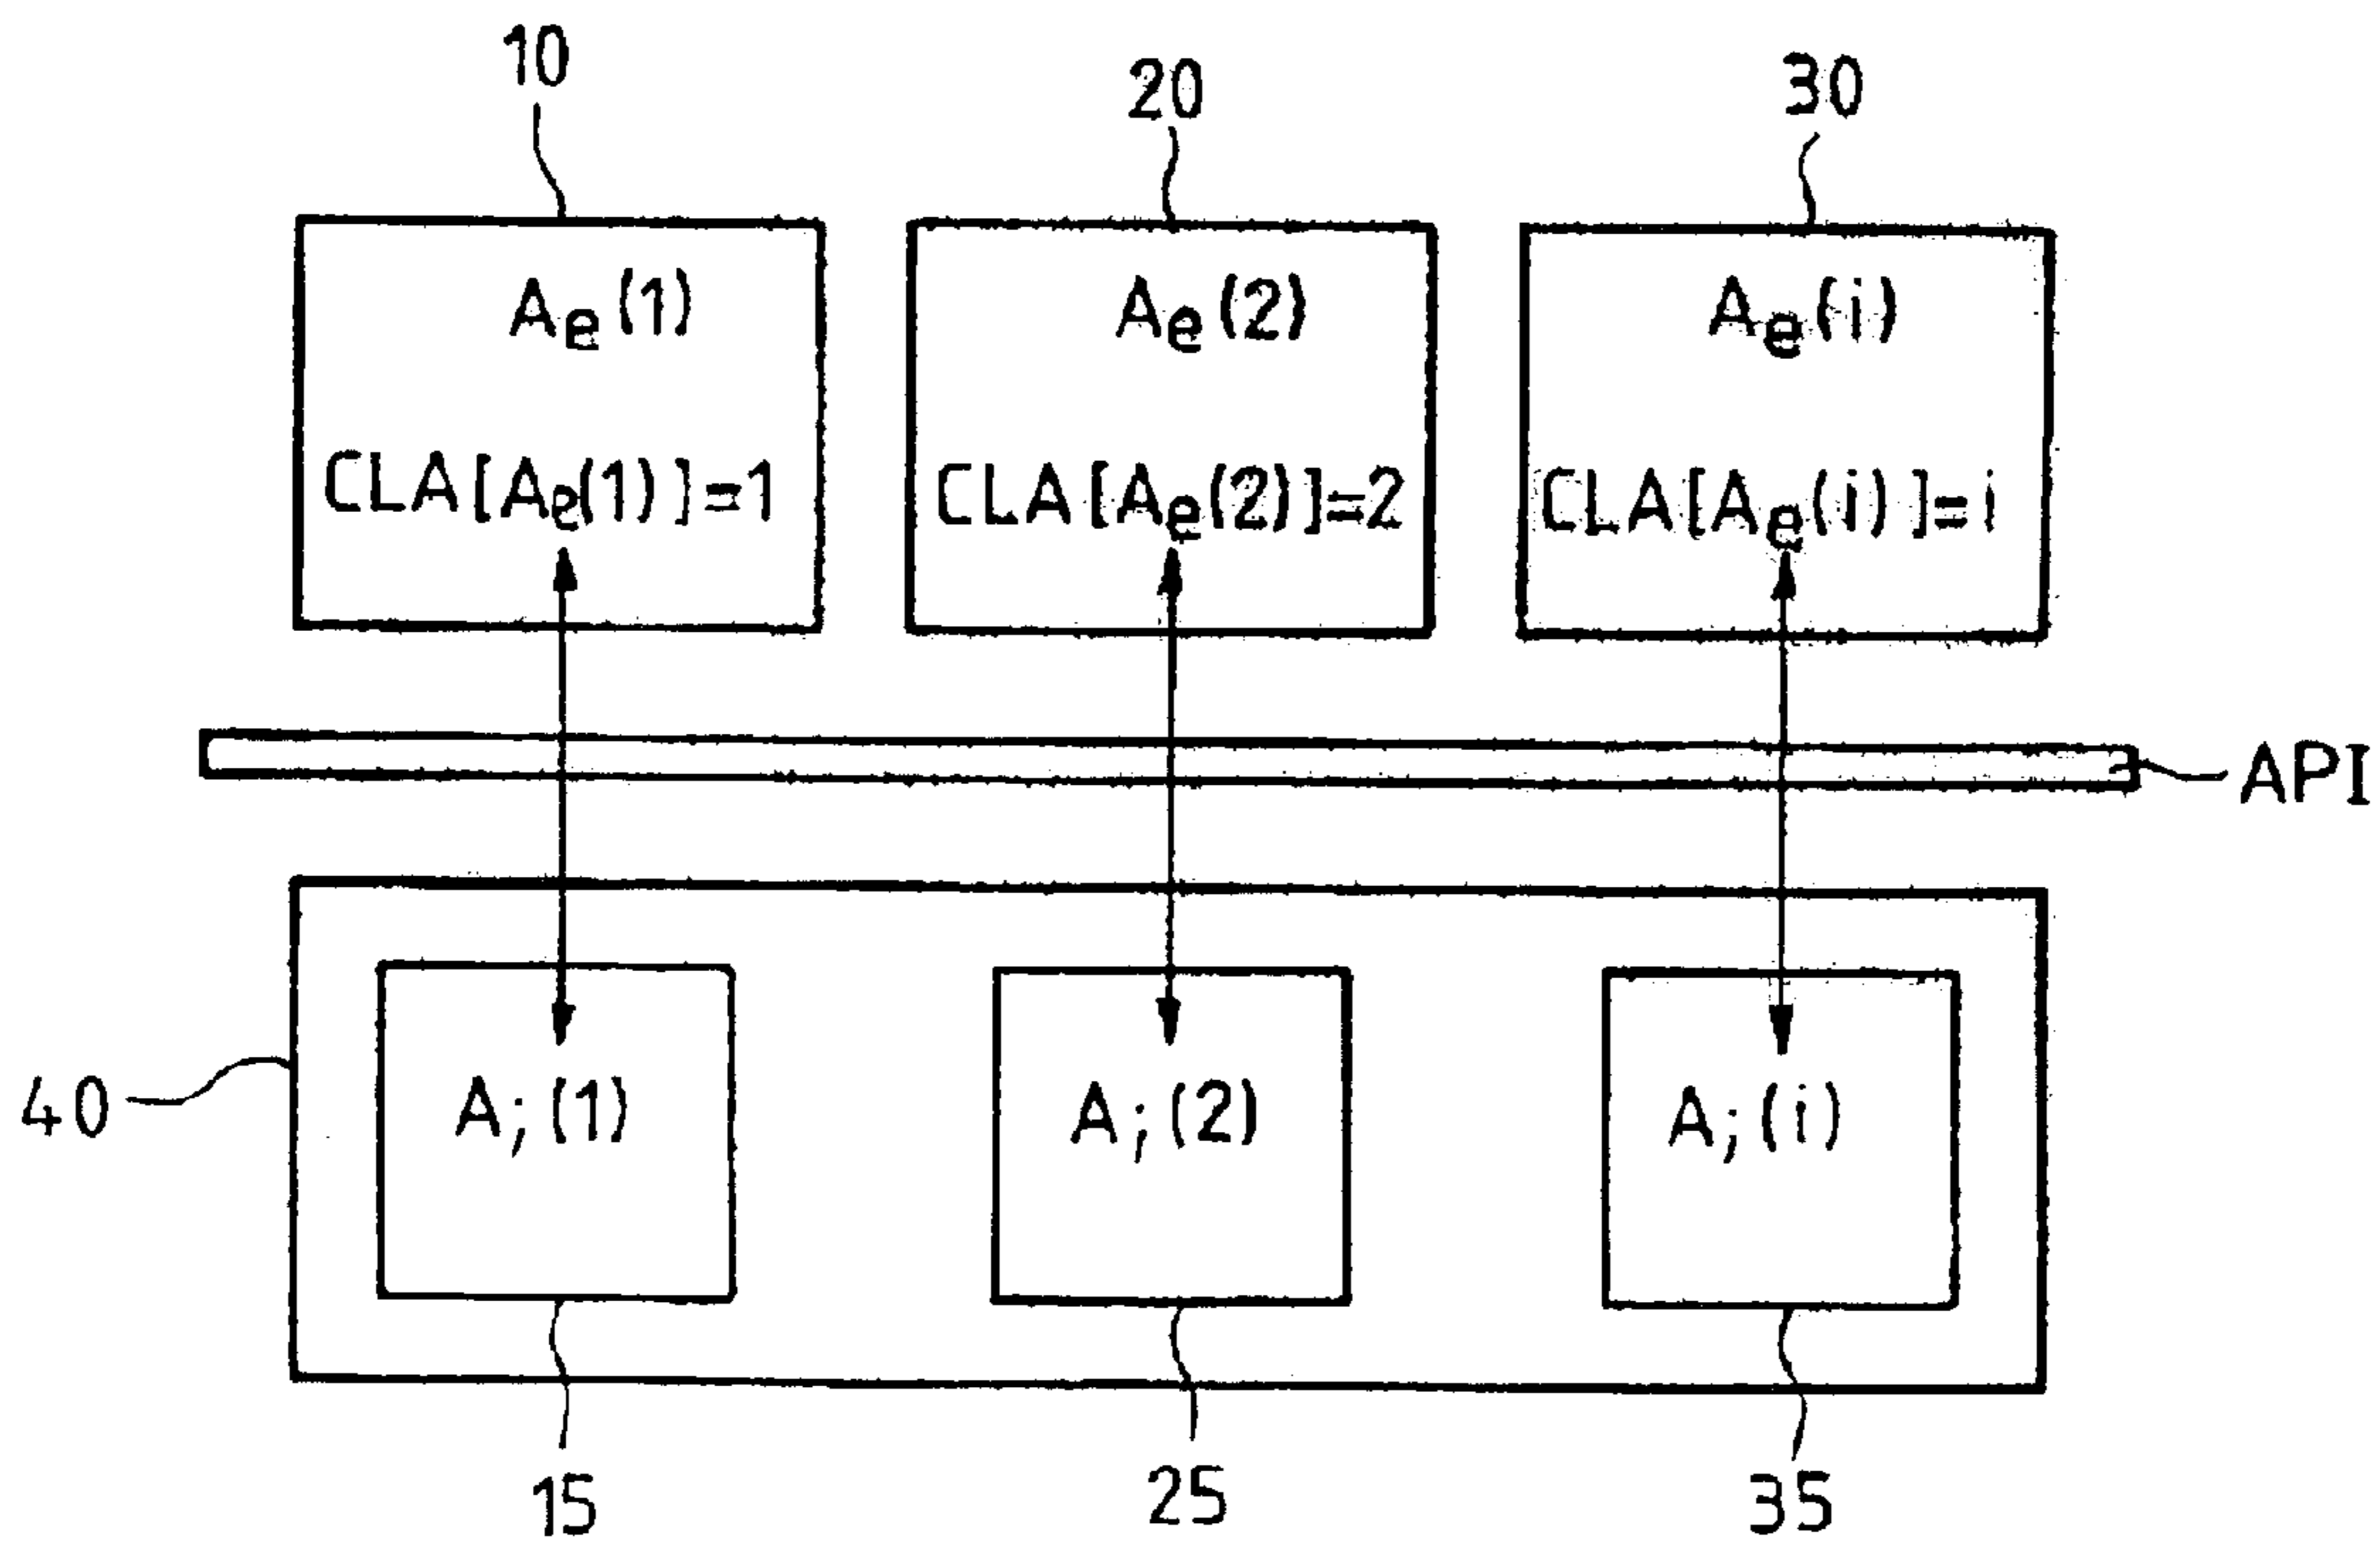 10 20 30
Ae(1) Ae(2) Ae(i)
CLA[Ae(1)]=1 CLA[Ae(2)]=2 CLA[Ae(i)]=i
API
40
A;(1) A;(2) A;(i)
15 25 35